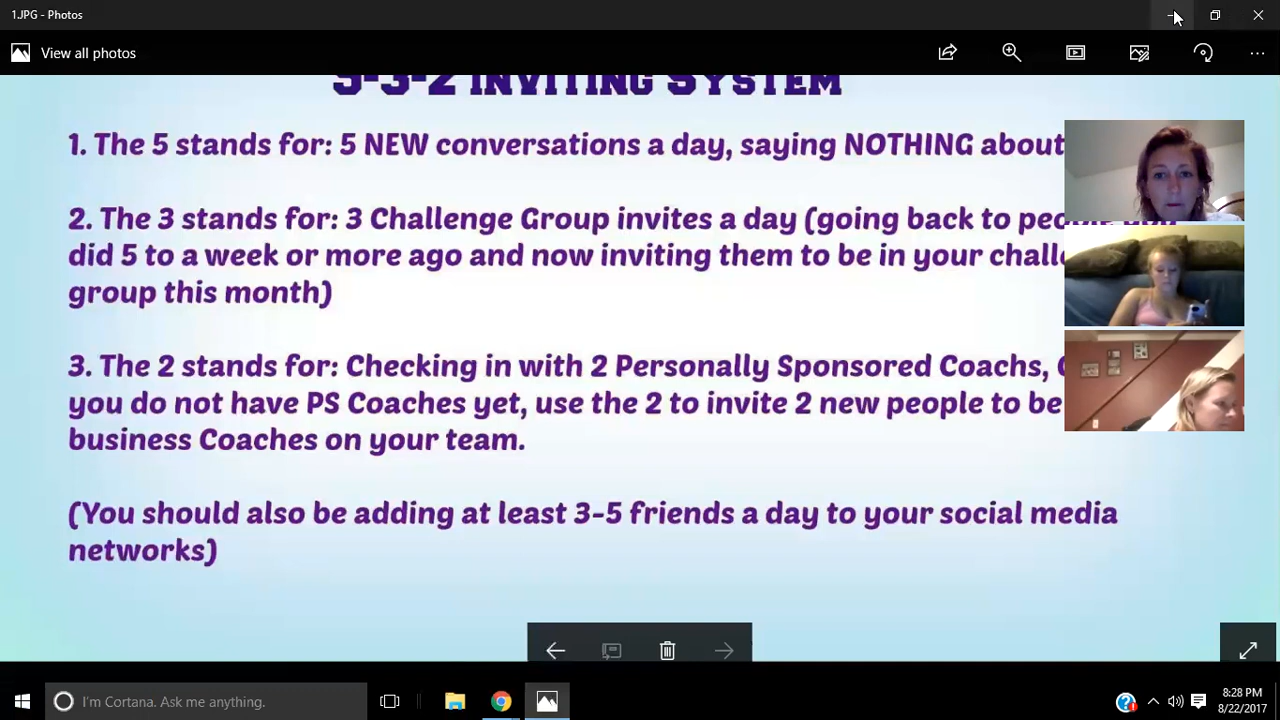 1.JPG - Photos
View all photos
5-3-2 INVITING SYSTEM
1. The 5 stands for: 5 NEW conversations a day, saying NOTHING about
2. The 3 stands for: 3 Challenge Group invites a day (going back to people you
did 5 to a week or more ago and now inviting them to be in your
group this month)
3. The 2 stands for: Checking in with 2 Personally Sponsored Coachs,
you do not have PS Coaches yet, use the 2 to invite 2 new people to be
business Coaches on your team.
(You should also be adding at least 3-5 friends a day to your social media
networks)
I'm Cortana. Ask me anything.
8:28 PM
8/22/2017